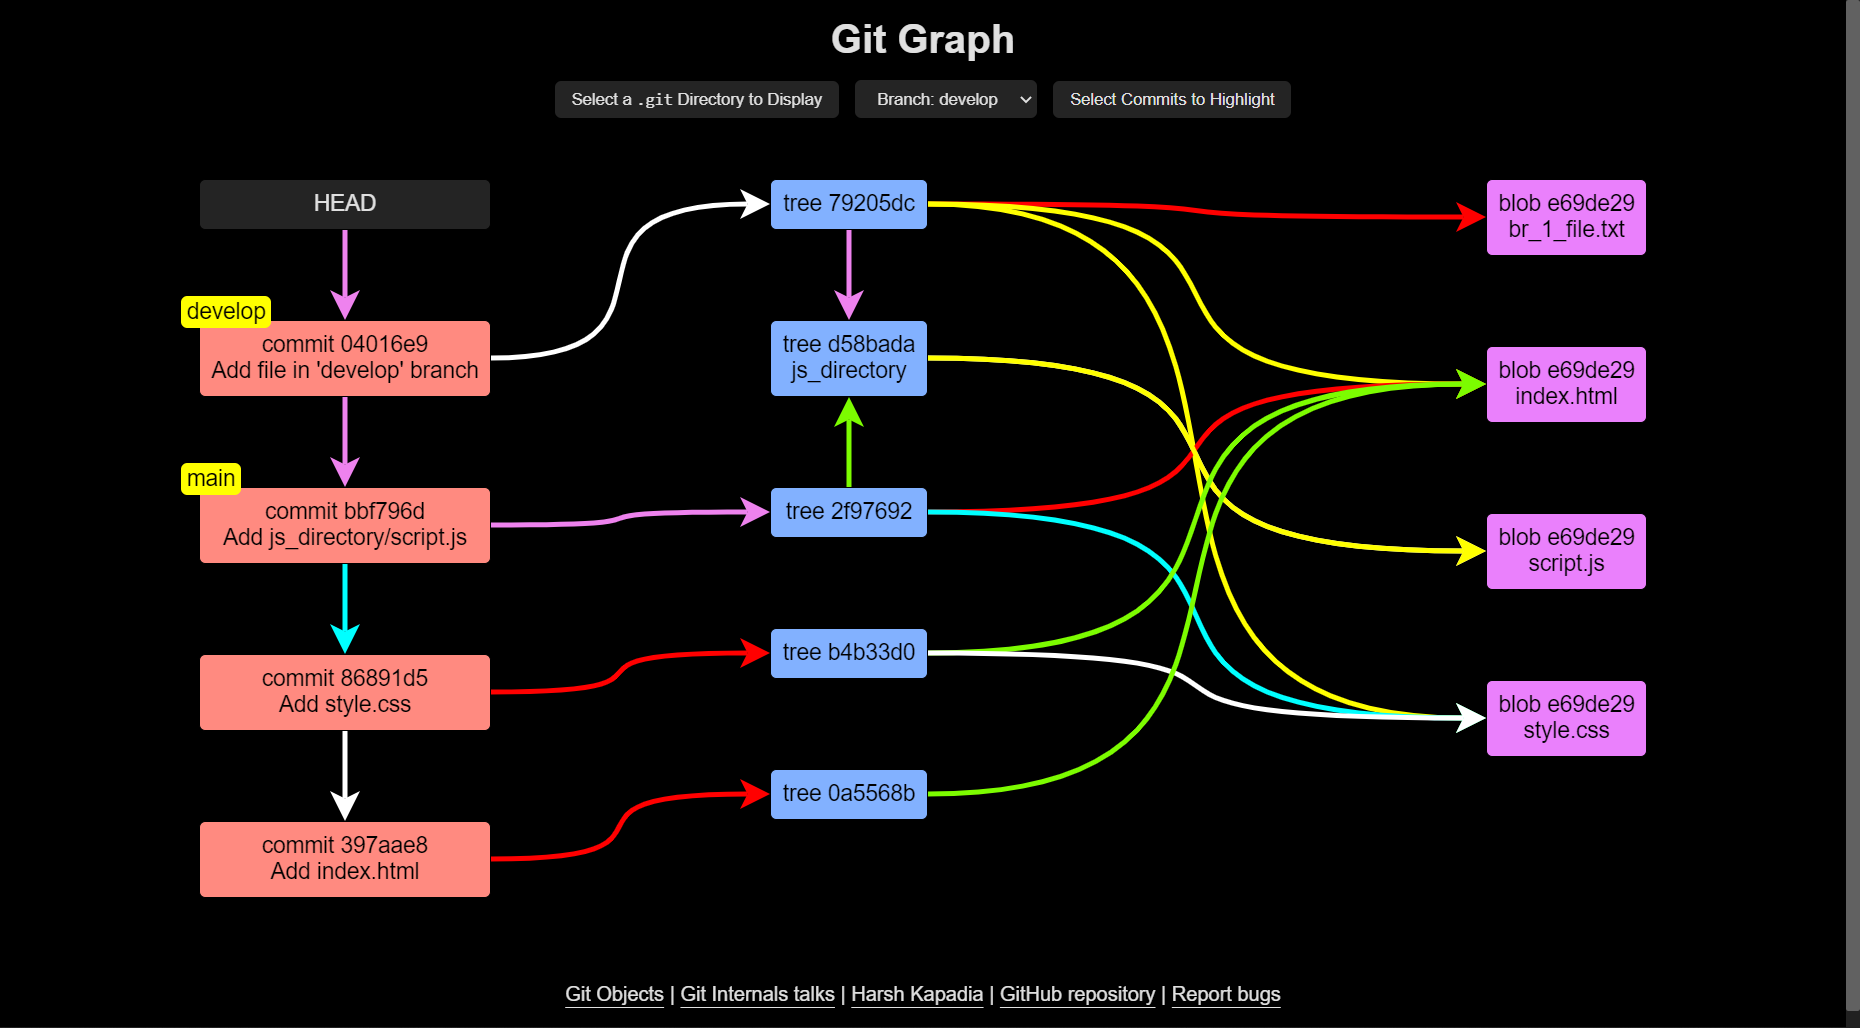 Git Graph
Select a .git Directory to Display
Branch: develop
Select Commits to Highlight
HEAD
develop
commit 04016e9
Add file in 'develop' branch
main
commit bbf796d
Add js_directory/script.js
commit 86891d5
Add style.css
commit 397aae8
Add index.html
tree 79205dc
tree d58bada
js_directory
tree 2f97692
tree b4b33d0
tree 0a5568b
blob e69de29
br_1_file.txt
blob e69de29
index.html
blob e69de29
script.js
blob e69de29
style.css
Git Objects | Git Internals talks | Harsh Kapadia | GitHub repository | Report bugs